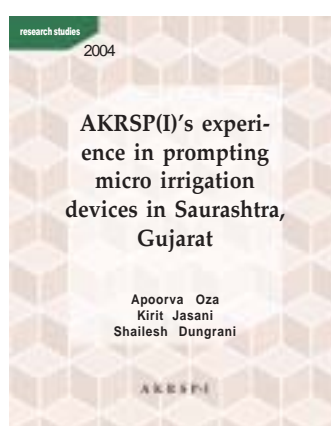 research studies
2004
AKRSP(I)'s experi-
ence in prompting
micro irrigation
devices in Saurashtra,
Gujarat
Apoorva Oza
Kirit Jasani
Shailesh Dungrani
AKRSP-I